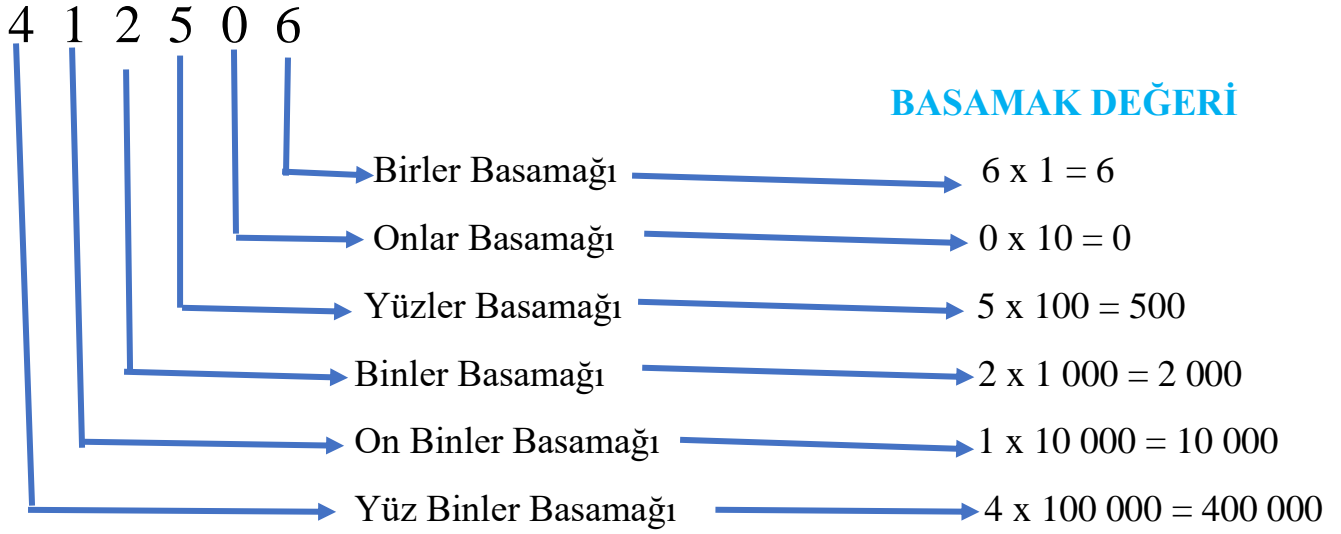 4 1 2 5 0 6
BASAMAK DEĞERİ
Birler Basamağı 6 x 1 = 6
Onlar Basamağı 0 x 10 = 0
Yüzler Basamağı 5 x 100 = 500
Binler Basamağı 2 x 1 000 = 2 000
On Binler Basamağı 1 x 10 000 = 10 000
Yüz Binler Basamağı 4 x 100 000 = 400 000